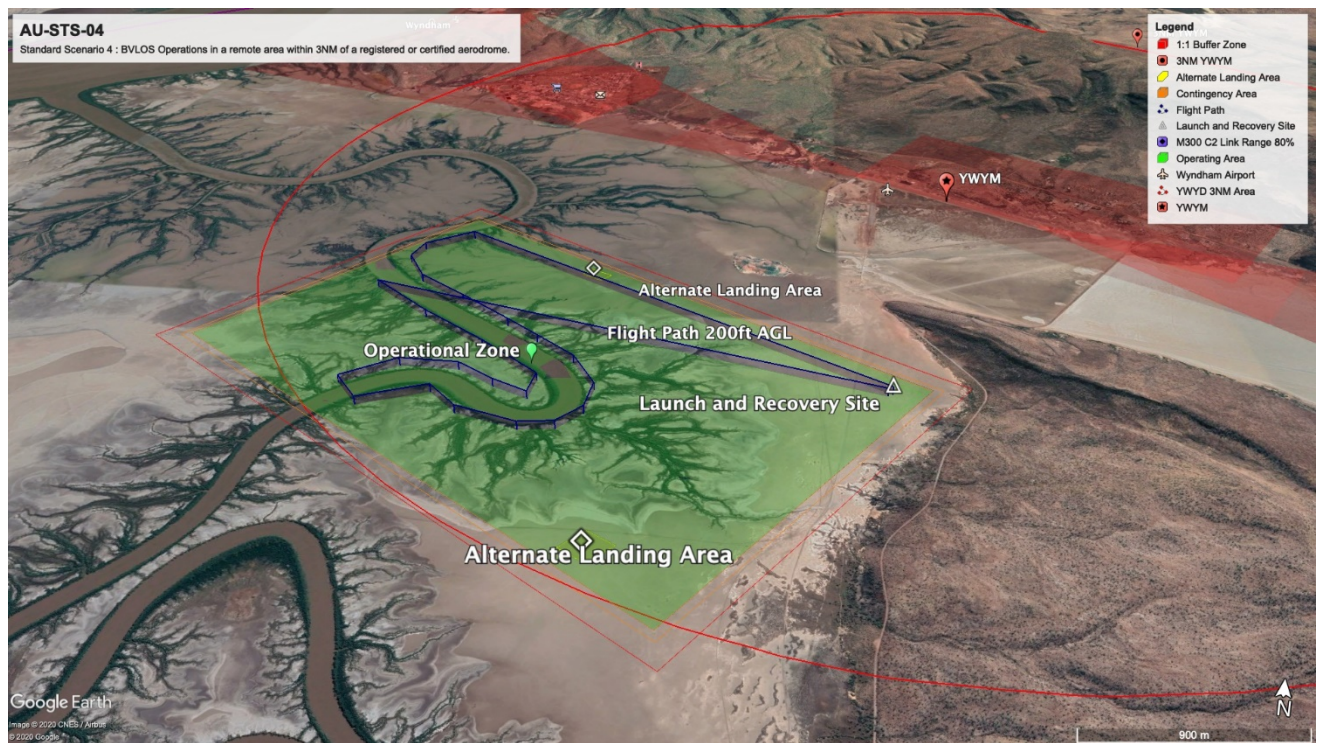 AU-STS-04
Standard Scenario 4 : BVLOS Operations in a remote area within 3NM of a registered or certified aerodrome.
Wyndham
Legend
1:1 Buffer Zone
3NM YWYM
Alternate Landing Area
Contingency Area
Flight Path
Launch and Recovery Site
M300 C2 Link Range 80%
Operating Area
Wyndham Airport
YWYD 3NM Area
YWYM
YWYM
Alternate Landing Area
Flight Path 200ft AGL
Operational Zone
Launch and Recovery Site
Alternate Landing Area
Google Earth
Image © 2020 CNES / Airbus
© 2020 Google
N
900 m